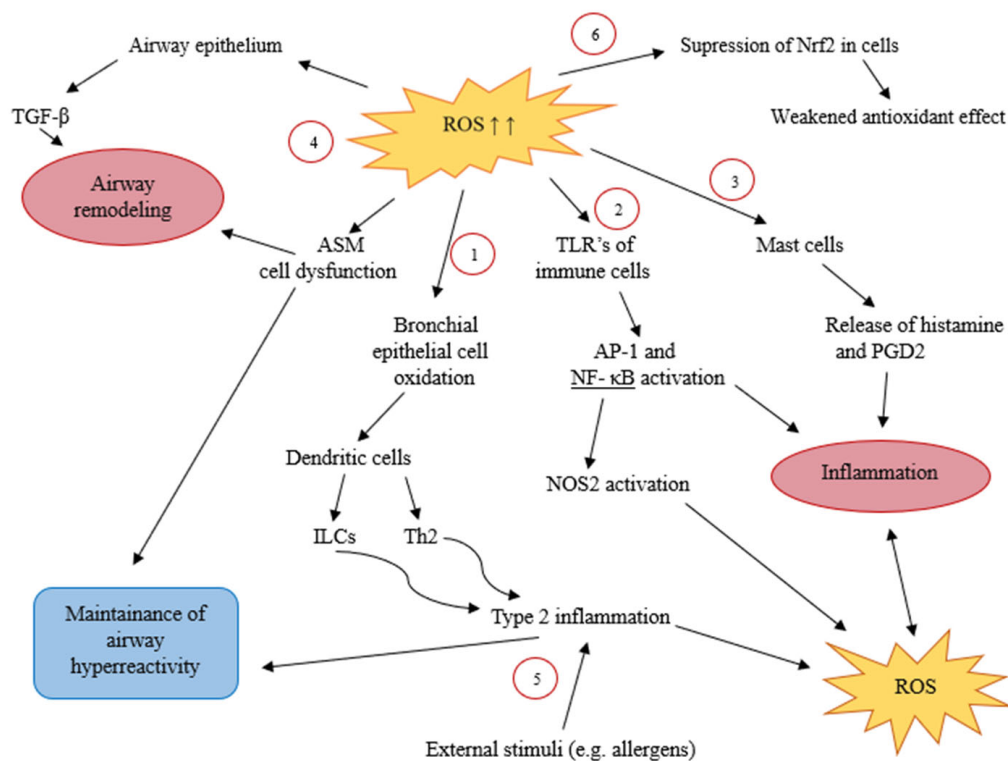 Airway epithelium
6
Supression of Nrf2 in cells
TGF-β
ROS ↑ ↑
Weakened antioxidant effect
4
Airway
remodeling
3
2
ASM
cell dysfunction
1
TLR's of
immune cells
Mast cells
Bronchial
epithelial cell
oxidation
AP-1 and
NF- κB activation
Release of histamine
and PGD2
Dendritic cells
NOS2 activation
Inflammation
ILCs
Th2
Maintainance of
airway
hyperreactivity
Type 2 inflammation
5
ROS
External stimuli (e.g. allergens)